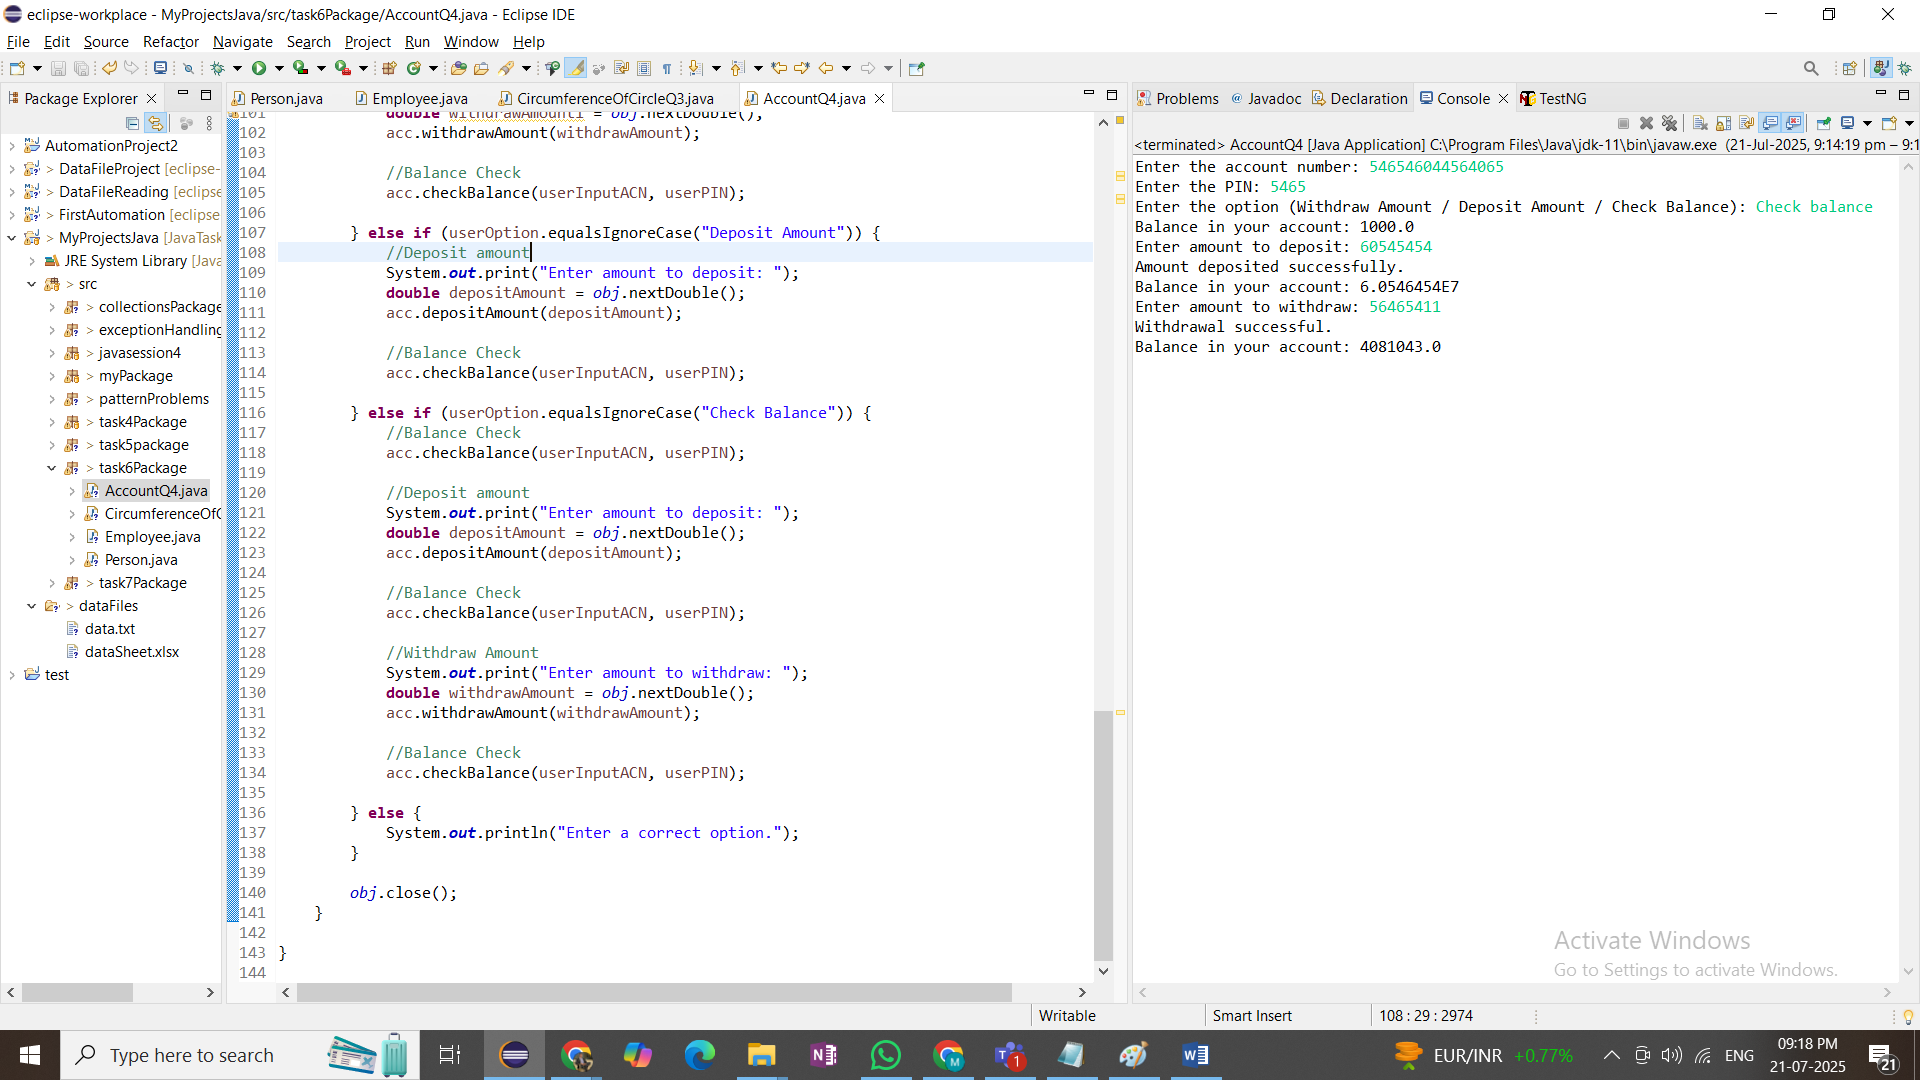 eclipse-workplace - MyProjectsJava/src/task6Package/AccountQ4.java - Eclipse IDE
File Edit Source Refactor Navigate Search Project Run Window Help
Package Explorer
AutomationProject2
> DataFileProject [eclipse-
> DataFileReading [eclipse
> FirstAutomation [eclipse
> MyProjectsJava [JavaTask
JRE System Library [Java
> src
> collectionsPackage
> exceptionHandling
> javasession4
> myPackage
> patternProblems
> task4Package
> task5package
> task6Package
AccountQ4.java
CircumferenceOfC
Employee.java
Person.java
> task7Package
> dataFiles
data.txt
dataSheet.xlsx
test
Person.java Employee.java CircumferenceOfCircleQ3.java AccountQ4.java
101 double withdrawAmount1 = obj.nextDouble();
102 acc.withdrawAmount(withdrawAmount);
103
104 //Balance Check
105 acc.checkBalance(userInputACN, userPIN);
106
107 } else if (userOption.equalsIgnoreCase("Deposit Amount")) {
108 //Deposit amount
109 System.out.print("Enter amount to deposit: ");
110 double depositAmount = obj.nextDouble();
111 acc.depositAmount(depositAmount);
112
113 //Balance Check
114 acc.checkBalance(userInputACN, userPIN);
115
116 } else if (userOption.equalsIgnoreCase("Check Balance")) {
117 //Balance Check
118 acc.checkBalance(userInputACN, userPIN);
119
120 //Deposit amount
121 System.out.print("Enter amount to deposit: ");
122 double depositAmount = obj.nextDouble();
123 acc.depositAmount(depositAmount);
124
125 //Balance Check
126 acc.checkBalance(userInputACN, userPIN);
127
128 //Withdraw Amount
129 System.out.print("Enter amount to withdraw: ");
130 double withdrawAmount = obj.nextDouble();
131 acc.withdrawAmount(withdrawAmount);
132
133 //Balance Check
134 acc.checkBalance(userInputACN, userPIN);
135
136 } else {
137 System.out.println("Enter a correct option.");
138 }
139
140 obj.close();
141 }
142
143 }
144
Problems @ Javadoc Declaration Console TestNG
<terminated> AccountQ4 [Java Application] C:\Program Files\Java\jdk-11\bin\javaw.exe (21-Jul-2025, 9:14:19 pm – 9:1
Enter the account number: 546546044564065
Enter the PIN: 5465
Enter the option (Withdraw Amount / Deposit Amount / Check Balance): Check balance
Balance in your account: 1000.0
Enter amount to deposit: 60545454
Amount deposited successfully.
Balance in your account: 6.0546454E7
Enter amount to withdraw: 56465411
Withdrawal successful.
Balance in your account: 4081043.0
Activate Windows
Go to Settings to activate Windows.
Writable Smart Insert 108 : 29 : 2974
Type here to search
EUR/INR +0.77%
ENG
09:18 PM
21-07-2025
21